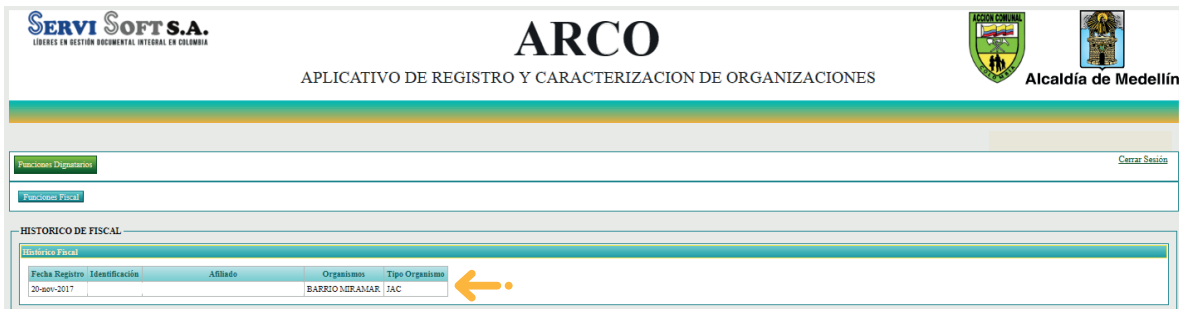 SERVI SOFT S.A.
LÍDERES EN GESTIÓN DOCUMENTAL INTEGRAL EN COLOMBIA
ARCO
APLICATIVO DE REGISTRO Y CARACTERIZACION DE ORGANIZACIONES
ACCION COMUNAL
COLOMBIA
Alcaldía de Medellín
Funciones Dignatarios
Cerrar Sesión
Funciones Fiscal
HISTORICO DE FISCAL
Histórico Fiscal
Fecha Registro Identificación Afiliado Organismos Tipo Organismo
20-nov-2017 BARRIO MIRAMAR JAC